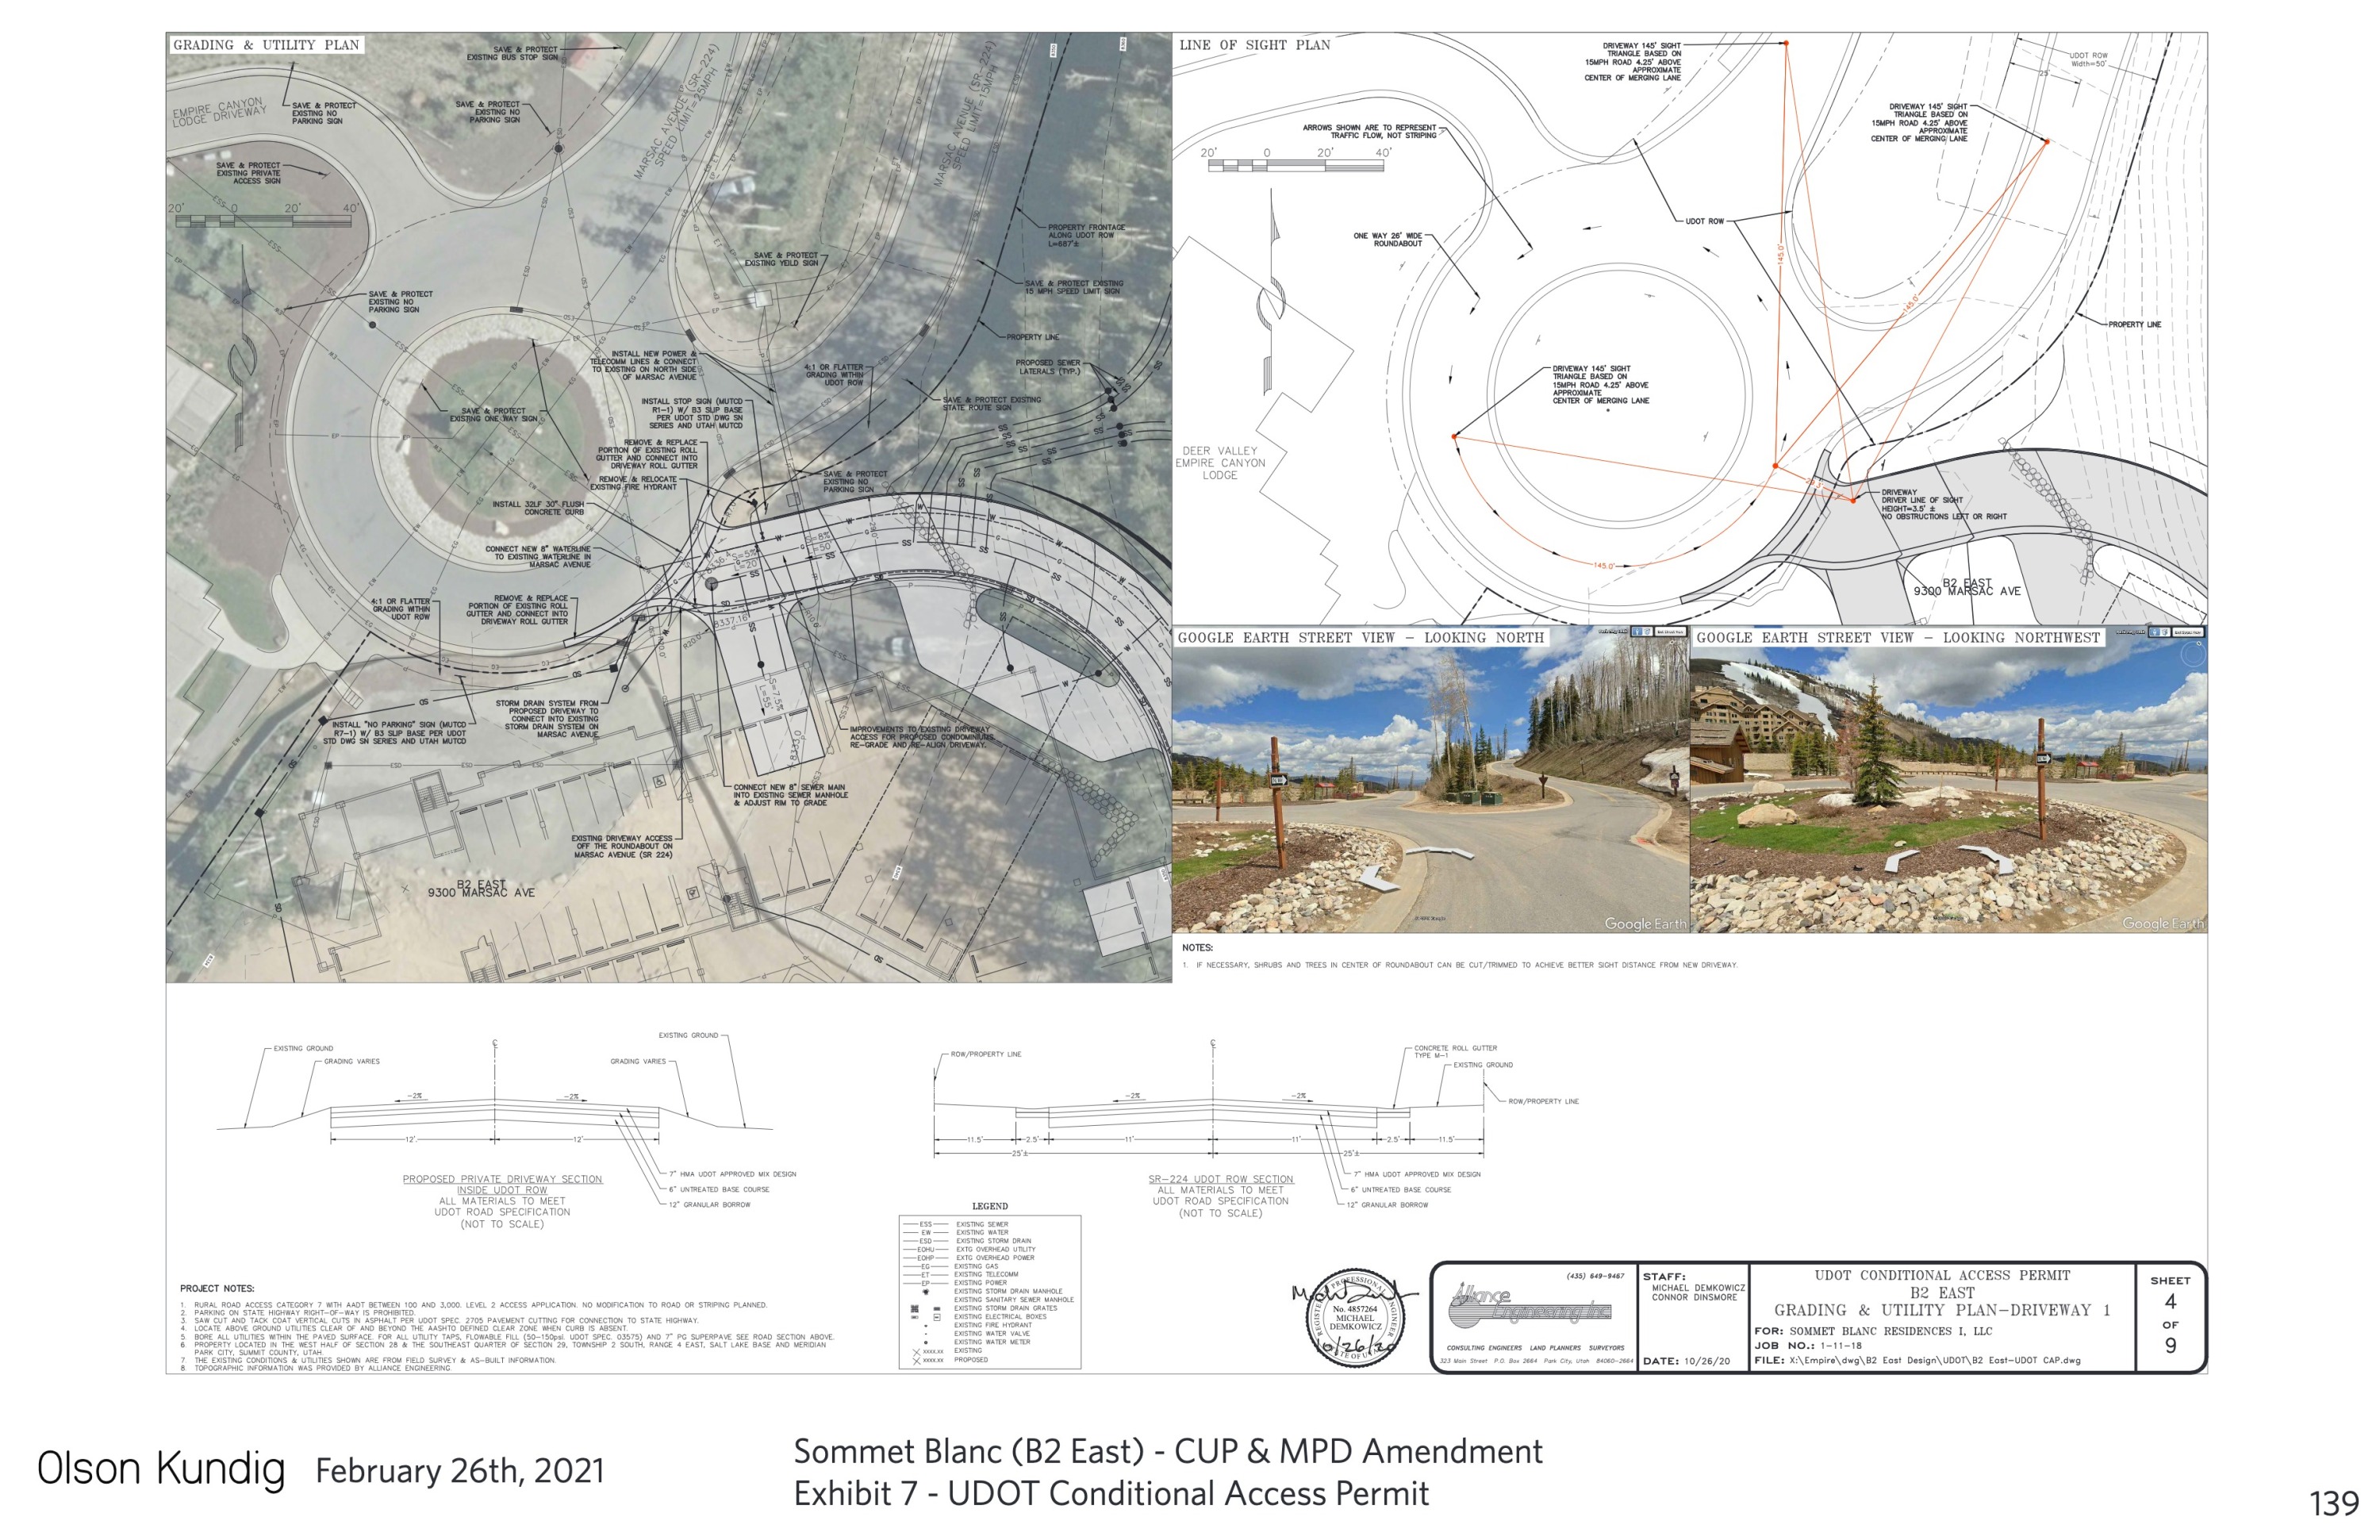 GRADING & UTILITY PLAN
SAVE & PROTECT
EXISTING BUS STOP SIGN
EMPIRE CANYON
LODGE DRIVEWAY
SAVE & PROTECT
EXISTING NO
PARKING SIGN
SAVE & PROTECT
EXISTING NO
PARKING SIGN
MARSAC AVENUE (SR-224)
SPEED LIMIT=25MPH
MARSAC AVENUE (SR-224)
SPEED LIMIT=15MPH
SAVE & PROTECT
EXISTING PRIVATE
ACCESS SIGN
20' 0 20' 40'
PROPERTY FRONTAGE
ALONG UDOT ROW
L=687'±
SAVE & PROTECT
EXISTING YEILD SIGN
SAVE & PROTECT EXISTING
15 MPH SPEED LIMIT SIGN
SAVE & PROTECT
EXISTING NO
PARKING SIGN
PROPERTY LINE
INSTALL NEW POWER &
TELECOMM LINES & CONNECT
TO EXISTING ON NORTH SIDE
OF MARSAC AVENUE
4:1 OR FLATTER
GRADING WITHIN
UDOT ROW
PROPOSED SEWER
LATERALS (TYP.)
SAVE & PROTECT
EXISTING ONE WAY SIGN
INSTALL STOP SIGN (MUTCD
R1-1) W/ B3 SLIP BASE
PER UDOT STD DWG SN
SERIES AND UTAH MUTCD
SAVE & PROTECT EXISTING
STATE ROUTE SIGN
REMOVE & REPLACE
PORTION OF EXISTING ROLL
GUTTER AND CONNECT INTO
DRIVEWAY ROLL GUTTER
REMOVE & RELOCATE
EXISTING FIRE HYDRANT
SAVE & PROTECT
EXISTING NO
PARKING SIGN
INSTALL 32LF 30" FLUSH
CONCRETE CURB
CONNECT NEW 8" WATERLINE
TO EXISTING WATERLINE IN
MARSAC AVENUE
4:1 OR FLATTER
GRADING WITHIN
UDOT ROW
REMOVE & REPLACE
PORTION OF EXISTING ROLL
GUTTER AND CONNECT INTO
DRIVEWAY ROLL GUTTER
8337.16
INSTALL "NO PARKING" SIGN (MUTCD
R7-1) W/ B3 SLIP BASE PER UDOT
STD DWG SN SERIES AND UTAH MUTCD
STORM DRAIN SYSTEM FROM
PROPOSED DRIVEWAY TO
CONNECT INTO EXISTING
STORM DRAIN SYSTEM ON
MARSAC AVENUE
S=7.5%
L=55'
IMPROVEMENTS TO EXISTING DRIVEWAY
ACCESS FOR PROPOSED CONDOMINIUMS.
RE-GRADE AND RE-ALIGN DRIVEWAY.
CONNECT NEW 8" SEWER MAIN
INTO EXISTING SEWER MANHOLE
& ADJUST RIM TO GRADE
EXISTING DRIVEWAY ACCESS
OFF THE ROUNDABOUT ON
MARSAC AVENUE (SR 224)
B2 EAST
9300 MARSAC AVE
LINE OF SIGHT PLAN
DRIVEWAY 145' SIGHT
TRIANGLE BASED ON
15MPH ROAD 4.25' ABOVE
APPROXIMATE
CENTER OF MERGING LANE
UDOT ROW
Width=50'
25'
DRIVEWAY 145' SIGHT
TRIANGLE BASED ON
15MPH ROAD 4.25' ABOVE
APPROXIMATE
CENTER OF MERGING LANE
ARROWS SHOWN ARE TO REPRESENT
TRAFFIC FLOW, NOT STRIPING
20' 0 20' 40'
UDOT ROW
ONE WAY 26' WIDE
ROUNDABOUT
145.0'
145.0'
PROPERTY LINE
DRIVEWAY 145' SIGHT
TRIANGLE BASED ON
15MPH ROAD 4.25' ABOVE
APPROXIMATE
CENTER OF MERGING LANE
DEER VALLEY
EMPIRE CANYON
LODGE
DRIVEWAY
DRIVER LINE OF SIGHT
HEIGHT=3.5' ±
NO OBSTRUCTIONS LEFT OR RIGHT
145.0'
B2 EAST
9300 MARSAC AVE
GOOGLE EARTH STREET VIEW - LOOKING NORTH
GOOGLE EARTH STREET VIEW - LOOKING NORTHWEST
Google Earth
Google Earth
NOTES:
1. IF NECESSARY, SHRUBS AND TREES IN CENTER OF ROUNDABOUT CAN BE CUT/TRIMMED TO ACHIEVE BETTER SIGHT DISTANCE FROM NEW DRIVEWAY.
EXISTING GROUND
GRADING VARIES
GRADING VARIES
EXISTING GROUND
-2% -2%
12' 12'
7" HMA UDOT APPROVED MIX DESIGN
6" UNTREATED BASE COURSE
12" GRANULAR BORROW
PROPOSED PRIVATE DRIVEWAY SECTION
INSIDE UDOT ROW
ALL MATERIALS TO MEET
UDOT ROAD SPECIFICATION
(NOT TO SCALE)
ROW/PROPERTY LINE
CONCRETE ROLL GUTTER
TYPE M-1
EXISTING GROUND
ROW/PROPERTY LINE
-2% -2%
11.5' 2.5' 11' 11' 2.5' 11.5'
25'± 25'±
7" HMA UDOT APPROVED MIX DESIGN
6" UNTREATED BASE COURSE
12" GRANULAR BORROW
SR-224 UDOT ROW SECTION
ALL MATERIALS TO MEET
UDOT ROAD SPECIFICATION
(NOT TO SCALE)
LEGEND
ESS EXISTING SEWER
EW EXISTING WATER
ESD EXISTING STORM DRAIN
EOHU EXTG OVERHEAD UTILITY
EOHP EXTG OVERHEAD POWER
EG EXISTING GAS
ET EXISTING TELECOMM
EP EXISTING POWER
EXISTING STORM DRAIN MANHOLE
EXISTING SANITARY SEWER MANHOLE
EXISTING STORM DRAIN GRATES
EXISTING ELECTRICAL BOXES
EXISTING FIRE HYDRANT
EXISTING WATER VALVE
EXISTING WATER METER
XXXX.XX EXISTING
XXXX.XX PROPOSED
PROJECT NOTES:
1. RURAL ROAD ACCESS CATEGORY 7 WITH AADT BETWEEN 100 AND 3,000. LEVEL 2 ACCESS APPLICATION. NO MODIFICATION TO ROAD OR STRIPING PLANNED.
2. PARKING ON STATE HIGHWAY RIGHT-OF-WAY IS PROHIBITED.
3. SAW CUT AND TACK COAT VERTICAL CUTS IN ASPHALT PER UDOT SPEC. 2705 PAVEMENT CUTTING FOR CONNECTION TO STATE HIGHWAY.
4. LOCATE ABOVE GROUND UTILITIES CLEAR OF AND BEYOND THE AASHTO DEFINED CLEAR ZONE WHEN CURB IS ABSENT.
5. BORE ALL UTILITIES WITHIN THE PAVED SURFACE. FOR ALL UTILITY TAPS, FLOWABLE FILL (50-150psi. UDOT SPEC. 03575) AND 7" PG SUPERPAVE SEE ROAD SECTION ABOVE.
6. PROPERTY LOCATED IN THE WEST HALF OF SECTION 28 & THE SOUTHEAST QUARTER OF SECTION 29, TOWNSHIP 2 SOUTH, RANGE 4 EAST, SALT LAKE BASE AND MERIDIAN
PARK CITY, SUMMIT COUNTY, UTAH.
7. THE EXISTING CONDITIONS & UTILITIES SHOWN ARE FROM FIELD SURVEY & AS-BUILT INFORMATION.
8. TOPOGRAPHIC INFORMATION WAS PROVIDED BY ALLIANCE ENGINEERING.
No. 4857264
MICHAEL
DEMKOWICZ
10/26/20
(435) 649-9467
Alliance
Engineering Inc.
CONSULTING ENGINEERS LAND PLANNERS SURVEYORS
323 Main Street P.O. Box 2664 Park City, Utah 84060-2664
STAFF:
MICHAEL DEMKOWICZ
CONNOR DINSMORE
DATE: 10/26/20
UDOT CONDITIONAL ACCESS PERMIT
B2 EAST
GRADING & UTILITY PLAN-DRIVEWAY 1
FOR: SOMMET BLANC RESIDENCES I, LLC
JOB NO.: 1-11-18
FILE: X:\Empire\dwg\B2 East Design\UDOT\B2 East-UDOT CAP.dwg
SHEET
4
OF
9
Olson Kundig
February 26th, 2021
Sommet Blanc (B2 East) - CUP & MPD Amendment
Exhibit 7 - UDOT Conditional Access Permit
139